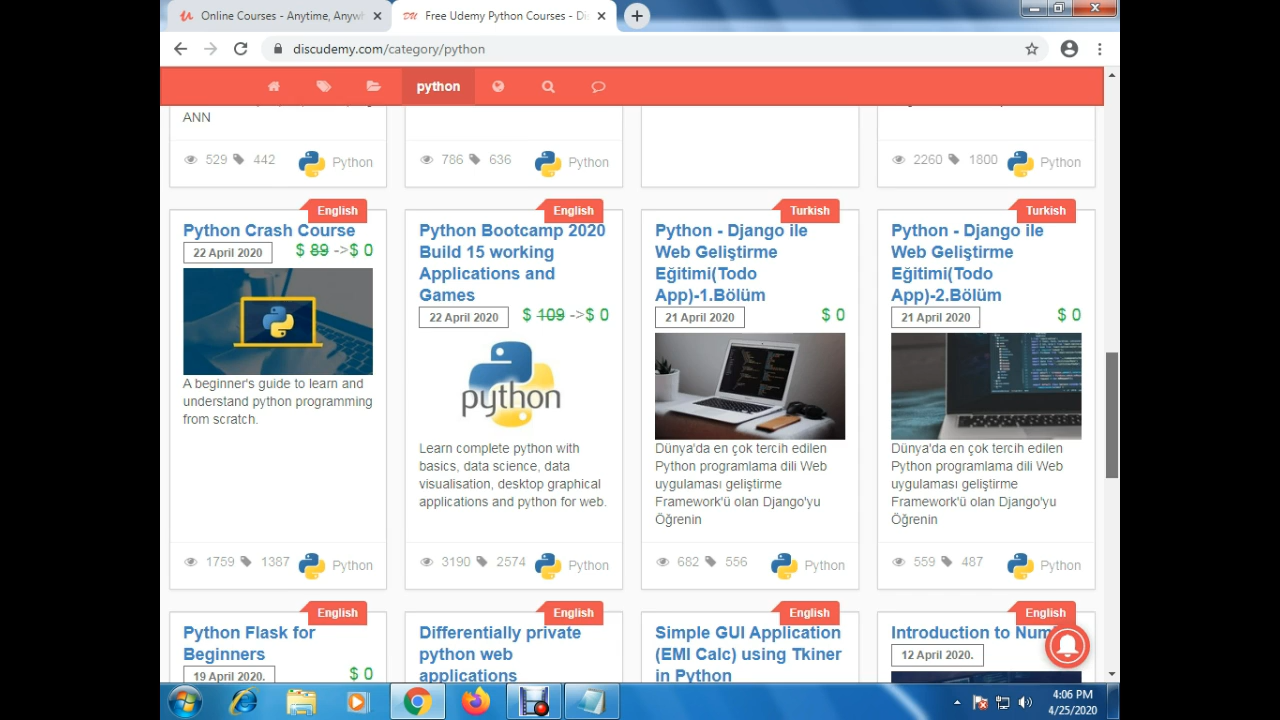 Online Courses - Anytime, Anywh
Free Udemy Python Courses - Di
discudemy.com/category/python
python
ANN
529 442 Python
786 636 Python
2260 1800 Python
English
Python Crash Course
22 April 2020 $ 89 ->$ 0
A beginner's guide to learn and
understand python programming
from scratch.
1759 1387 Python
English
Python Bootcamp 2020
Build 15 working
Applications and
Games
22 April 2020 $ 109 ->$ 0
python
Learn complete python with
basics, data science, data
visualisation, desktop graphical
applications and python for web.
3190 2574 Python
Turkish
Python - Django ile
Web Geliştirme
Eğitimi(Todo
App)-1.Bölüm
21 April 2020 $ 0
Dünya'da en çok tercih edilen
Python programlama dili Web
uygulaması geliştirme
Framework'ü olan Django'yu
Öğrenin
682 556 Python
Turkish
Python - Django ile
Web Geliştirme
Eğitimi(Todo
App)-2.Bölüm
21 April 2020 $ 0
Dünya'da en çok tercih edilen
Python programlama dili Web
uygulaması geliştirme
Framework'ü olan Django'yu
Öğrenin
559 487 Python
English
Python Flask for
Beginners
19 April 2020. $ 0
English
Differentially private
python web
applications
English
Simple GUI Application
(EMI Calc) using Tkiner
in Python
English
Introduction to Num
12 April 2020.
4:06 PM
4/25/2020